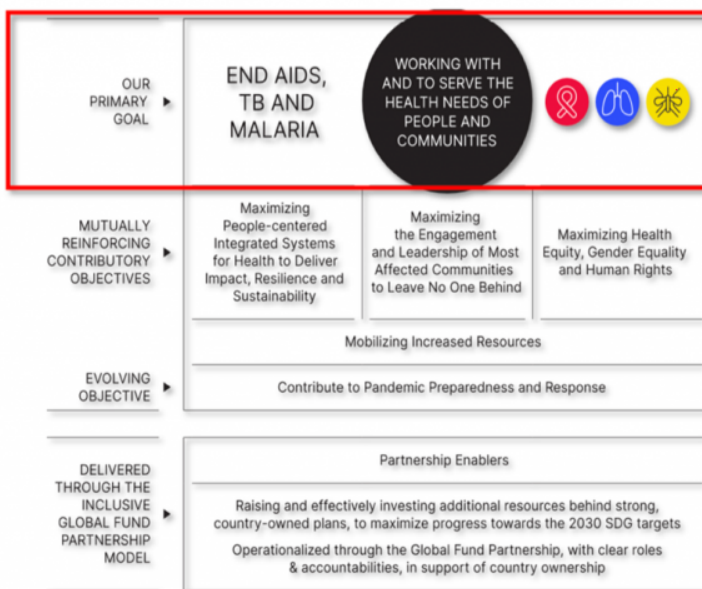 OUR
PRIMARY
GOAL
END AIDS,
TB AND
MALARIA
WORKING WITH
AND TO SERVE THE
HEALTH NEEDS OF
PEOPLE AND
COMMUNITIES
MUTUALLY
REINFORCING
CONTRIBUTORY
OBJECTIVES
Maximizing
People-centered
Integrated Systems
for Health to Deliver
Impact, Resilience and
Sustainability
Maximizing
the Engagement
and Leadership of Most
Affected Communities
to Leave No One Behind
Maximizing Health
Equity, Gender Equality
and Human Rights
Mobilizing Increased Resources
EVOLVING
OBJECTIVE
Contribute to Pandemic Preparedness and Response
DELIVERED
THROUGH THE
INCLUSIVE
GLOBAL FUND
PARTNERSHIP
MODEL
Partnership Enablers
Raising and effectively investing additional resources behind strong,
country-owned plans, to maximize progress towards the 2030 SDG targets
Operationalized through the Global Fund Partnership, with clear roles
& accountabilities, in support of country ownership